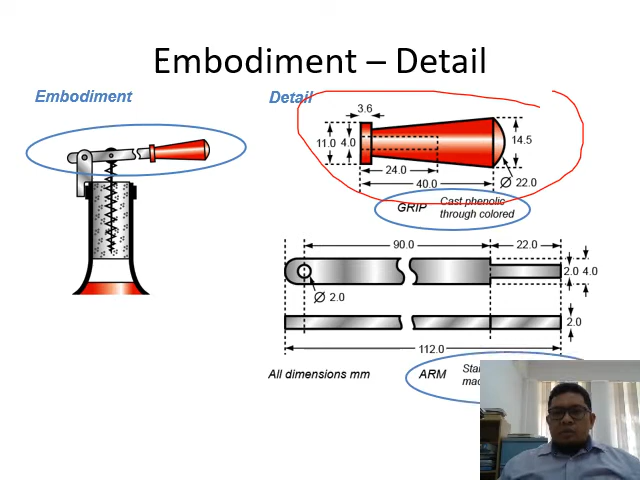 Embodiment – Detail
Embodiment
Detail
3.6
11.0
4.0
14.5
24.0
40.0
∅ 22.0
GRIP
Cast phenolic
through colored
90.0
22.0
2.0
4.0
∅ 2.0
2.0
112.0
All dimensions mm
ARM